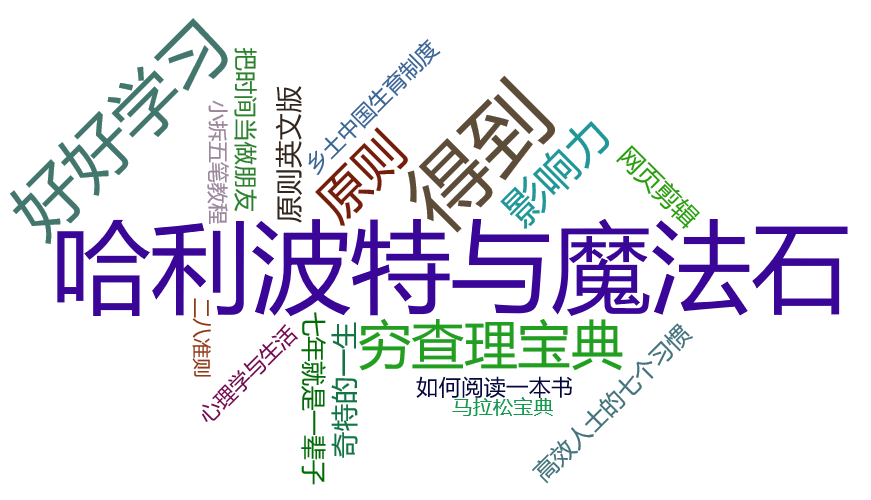 好好学习
把时间当做朋友
小拆五笔教程
原则英文版
乡土中国生育制度
原则
得到
影响力
网页剪辑
哈利波特与魔法石
二八准则
心理学与生活
七年就是一辈子
奇特的一生
穷查理宝典
如何阅读一本书
马拉松宝典
高效人士的七个习惯